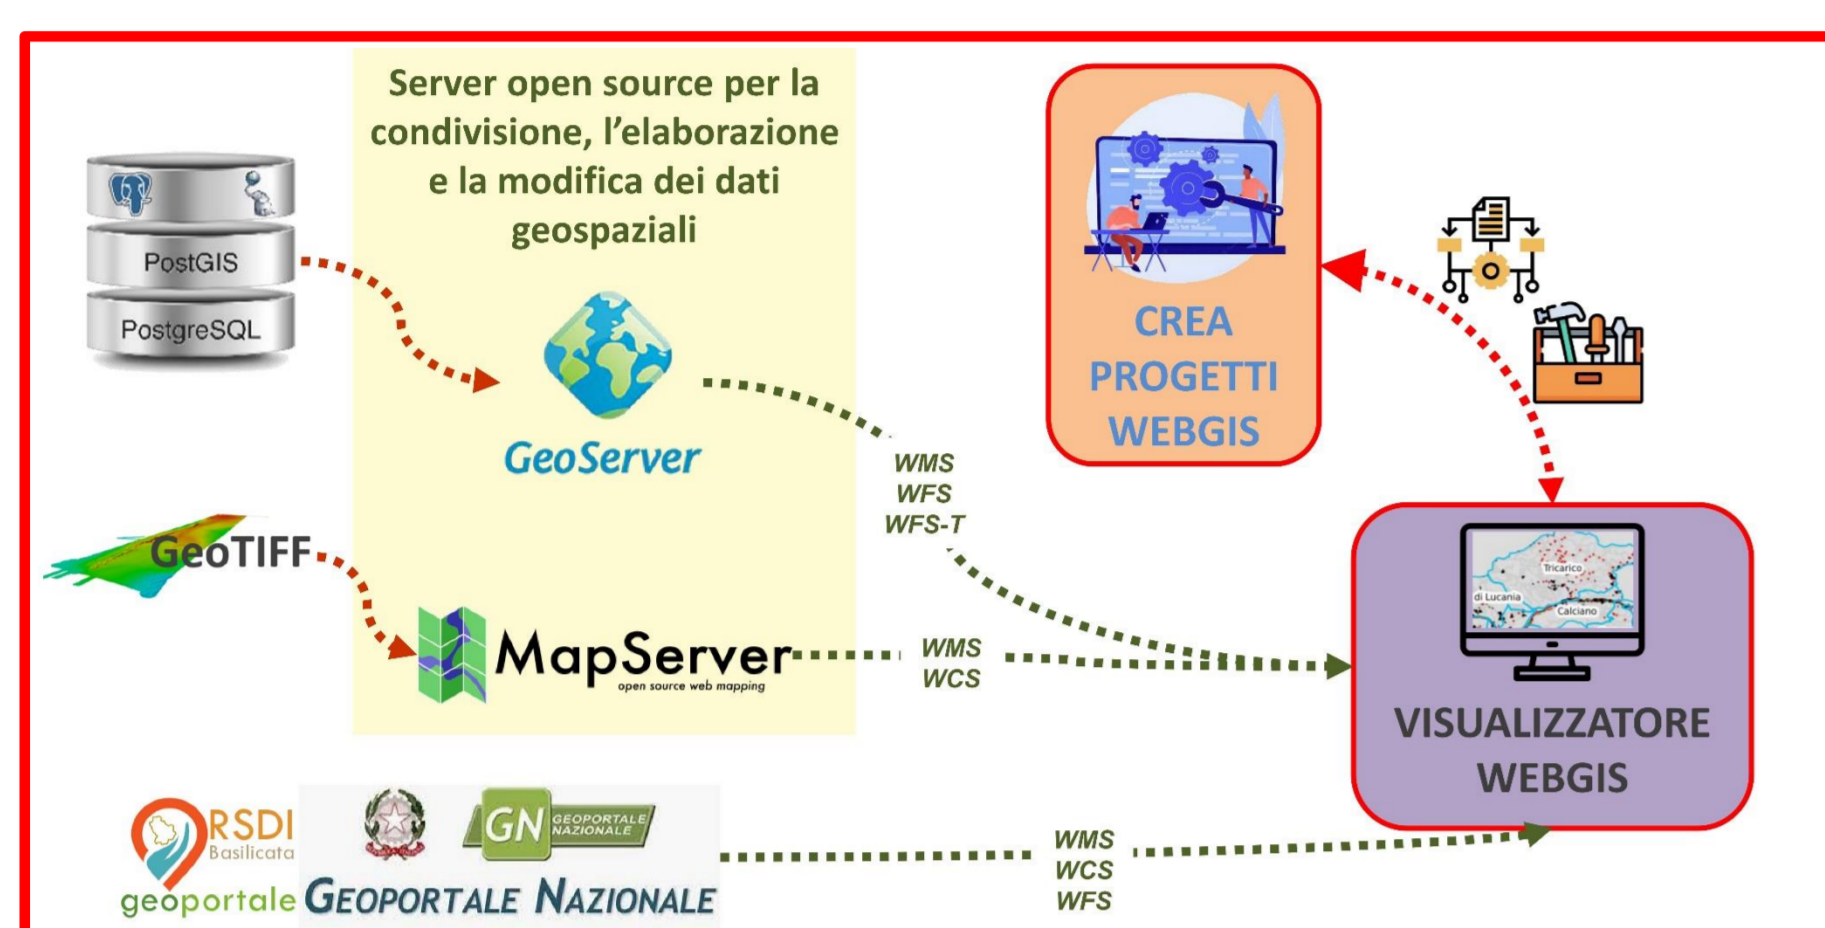 Server open source per la
condivisione, l'elaborazione
e la modifica dei dati
geospaziali
PostGIS
PostgreSQL
GeoServer
WMS
WFS
WFS-T
GeoTIFF
MapServer
open source web mapping
WMS
WCS
CREA
PROGETTI
WEBGIS
Tricarico
di Lucania
Calciano
VISUALIZZATORE
WEBGIS
RSDI
Basilicata
geoportale
GN
GEOPORTALE
NAZIONALE
GEOPORTALE NAZIONALE
WMS
WCS
WFS